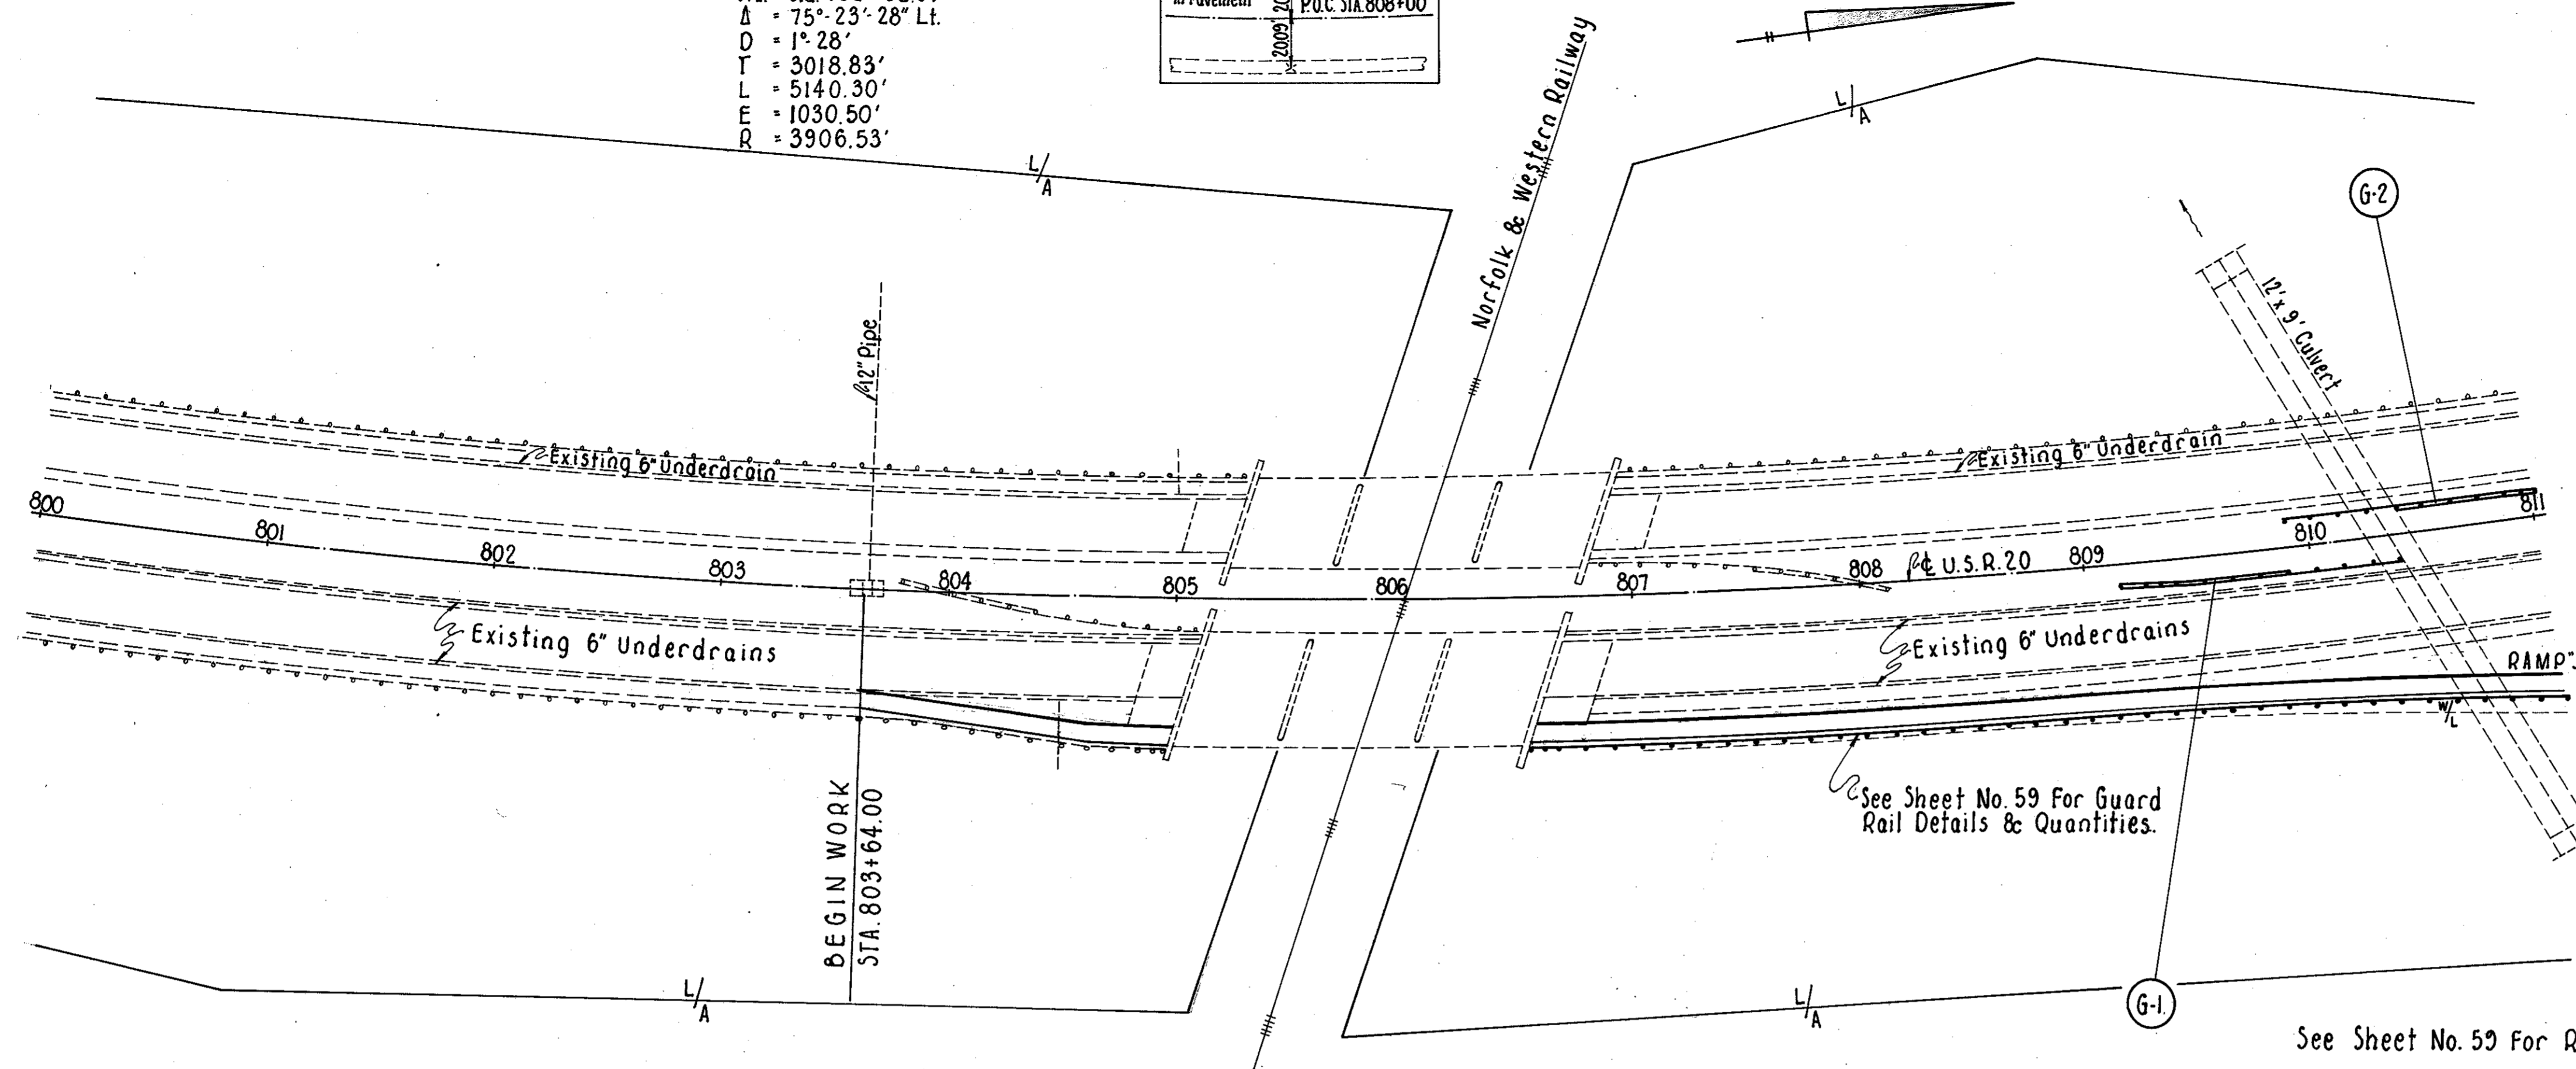 Δ = 75°-23'-28" Lt.
D = 1°-28'
T = 3018.83'
L = 5140.30'
E = 1030.50'
R = 3906.53'
P.O.C. STA. 808+00
20.09'
Norfolk & Western Railway
L/A
L/A
G-2
12'x 9' Culvert
12" Pipe
Existing 6" Underdrain
Existing 6" Underdrain
800
801
802
803
804
805
806
807
808
℄ U.S.R. 20
809
810
811
Existing 6" Underdrains
Existing 6" Underdrains
RAMP "
W/L
BEGIN WORK
STA. 803+64.00
See Sheet No. 59 For Guard
Rail Details & Quantities.
L/A
L/A
G-1
See Sheet No. 59 For R